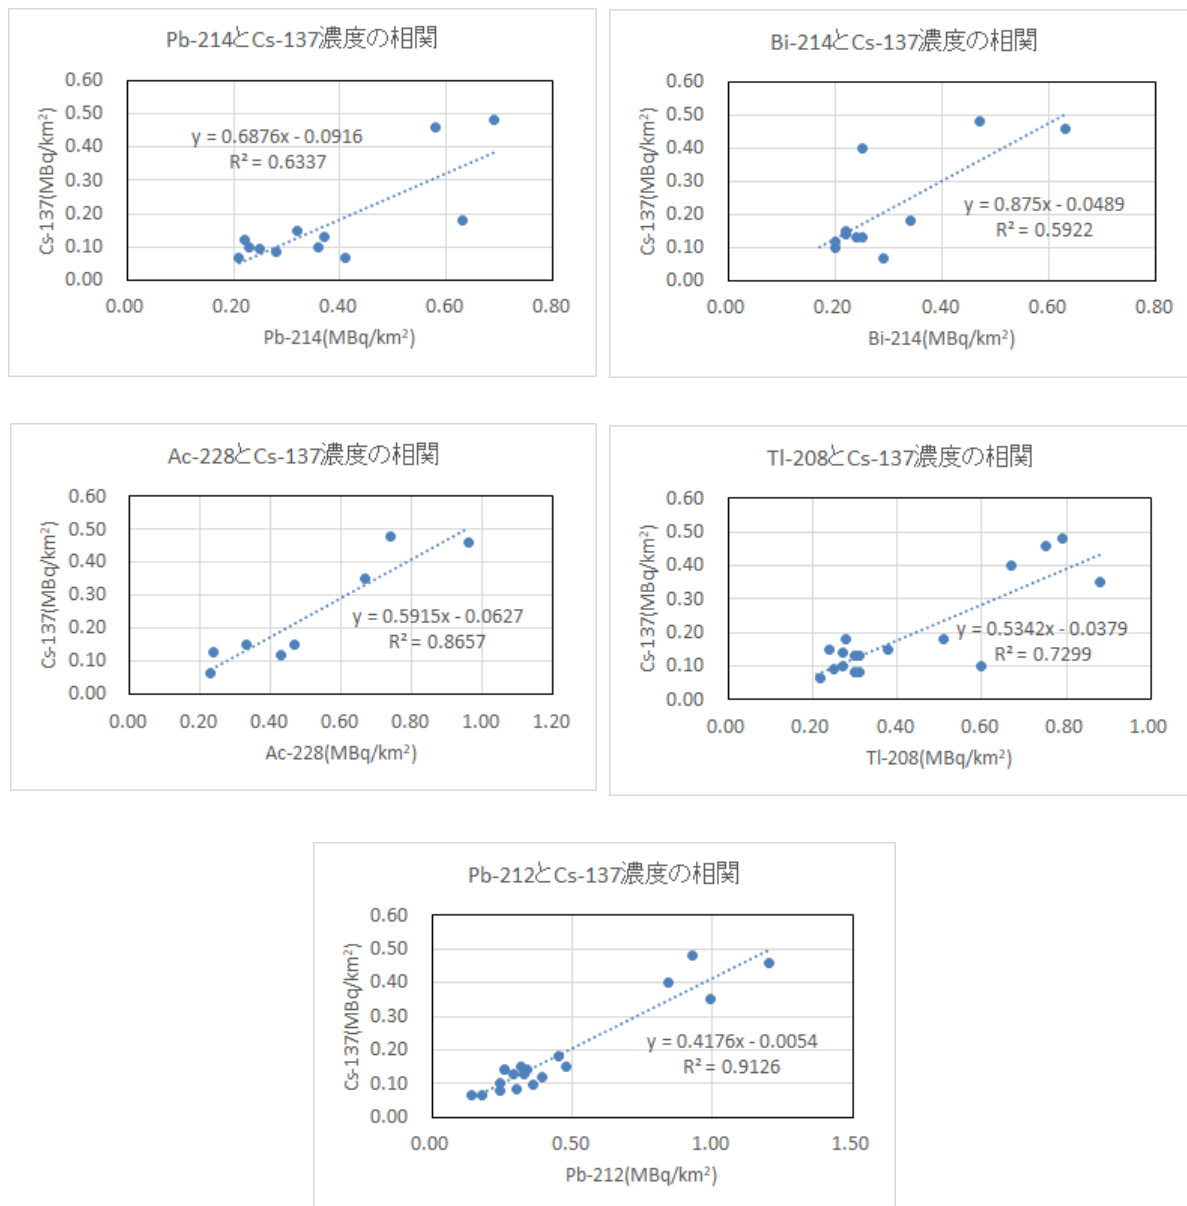 Pb-214とCs-137濃度の相関
Cs-137(MBq/km²)
0.60
0.50
0.40
0.30
0.20
0.10
0.00
y = 0.6876x - 0.0916
R² = 0.6337
0.00 0.20 0.40 0.60 0.80
Pb-214(MBq/km²)
Bi-214とCs-137濃度の相関
Cs-137(MBq/km²)
0.60
0.50
0.40
0.30
0.20
0.10
0.00
y = 0.875x - 0.0489
R² = 0.5922
0.00 0.20 0.40 0.60 0.80
Bi-214(MBq/km²)
Ac-228とCs-137濃度の相関
Cs-137(MBq/km²)
0.60
0.50
0.40
0.30
0.20
0.10
0.00
y = 0.5915x - 0.0627
R² = 0.8657
0.00 0.20 0.40 0.60 0.80 1.00 1.20
Ac-228(MBq/km²)
Tl-208とCs-137濃度の相関
Cs-137(MBq/km²)
0.60
0.50
0.40
0.30
0.20
0.10
0.00
y = 0.5342x - 0.0379
R² = 0.7299
0.00 0.20 0.40 0.60 0.80 1.00
Tl-208(MBq/km²)
Pb-212とCs-137濃度の相関
Cs-137(MBq/km²)
0.60
0.50
0.40
0.30
0.20
0.10
0.00
y = 0.4176x - 0.0054
R² = 0.9126
0.00 0.50 1.00 1.50
Pb-212(MBq/km²)